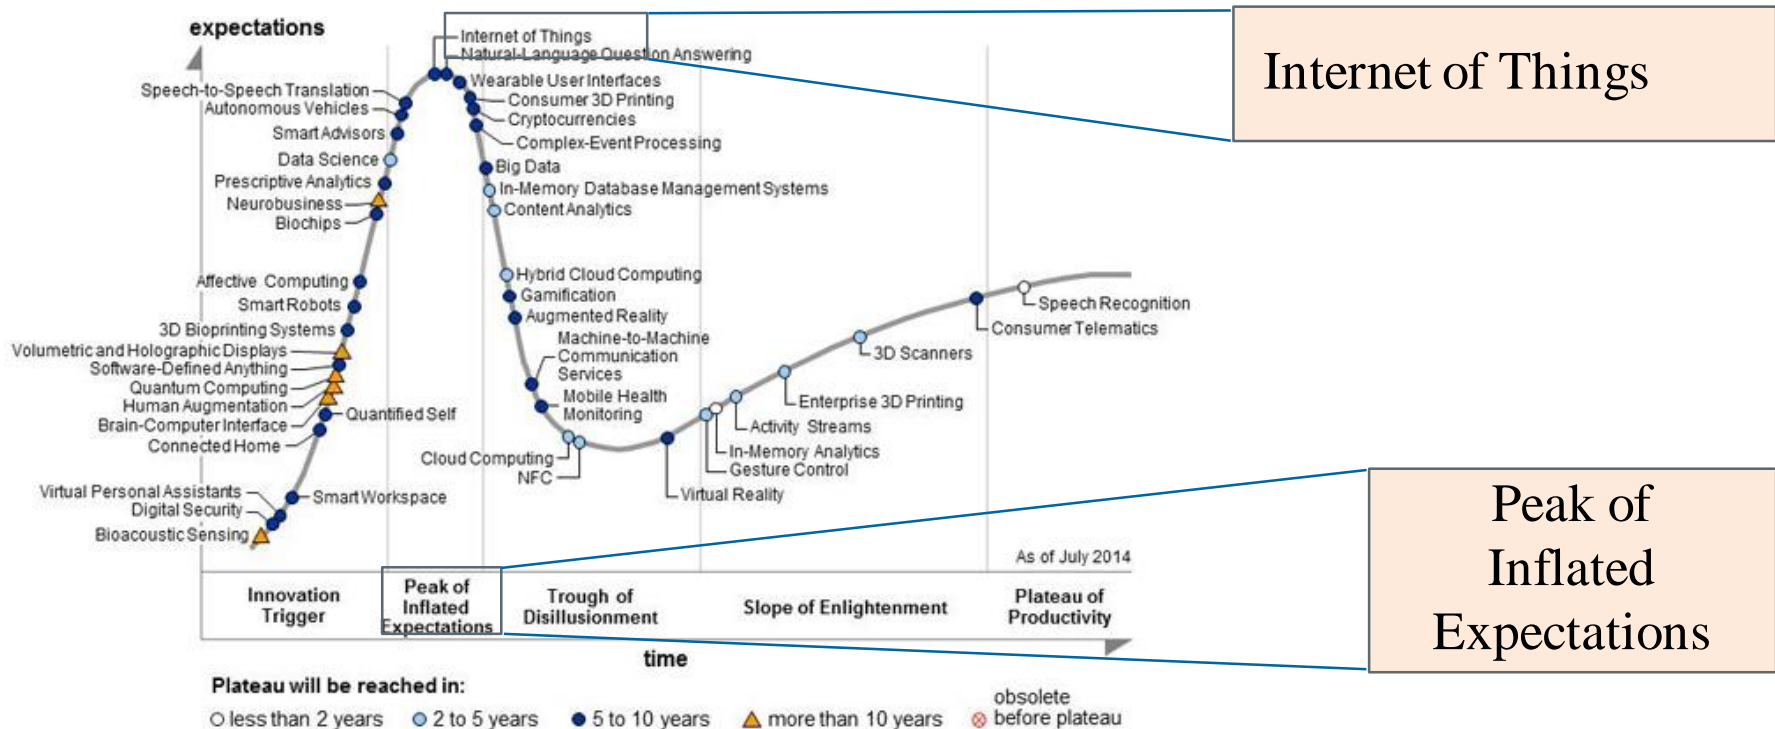 expectations
Internet of Things
Natural-Language Question Answering
Wearable User Interfaces
Consumer 3D Printing
Cryptocurrencies
Complex-Event Processing
Big Data
In-Memory Database Management Systems
Content Analytics
Hybrid Cloud Computing
Gamification
Augmented Reality
Machine-to-Machine
Communication
Services
Mobile Health
Monitoring
Speech-to-Speech Translation
Autonomous Vehicles
Smart Advisors
Data Science
Prescriptive Analytics
Neurobusiness
Biochips
Affective Computing
Smart Robots
3D Bioprinting Systems
Volumetric and Holographic Displays
Software-Defined Anything
Quantum Computing
Human Augmentation
Brain-Computer Interface
Quantified Self
Connected Home
Virtual Personal Assistants
Smart Workspace
Digital Security
Bioacoustic Sensing
Cloud Computing
NFC
Virtual Reality
Gesture Control
In-Memory Analytics
Activity Streams
Enterprise 3D Printing
3D Scanners
Consumer Telematics
Speech Recognition
As of July 2014
Innovation
Trigger
Peak of
Inflated
Expectations
Trough of
Disillusionment
Slope of Enlightenment
Plateau of
Productivity
time
Plateau will be reached in:
less than 2 years
2 to 5 years
5 to 10 years
more than 10 years
obsolete
before plateau
Internet of Things
Peak of
Inflated
Expectations